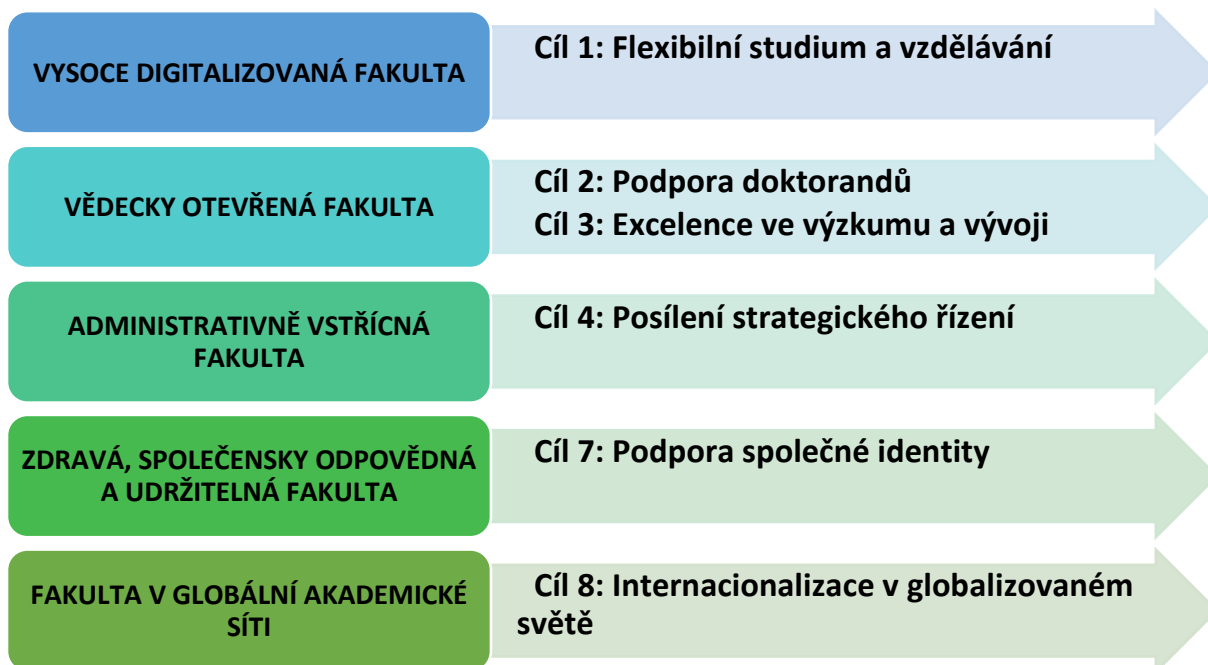 VYSOCE DIGITALIZOVANÁ FAKULTA
Cíl 1: Flexibilní studium a vzdělávání
VĚDECKY OTEVŘENÁ FAKULTA
Cíl 2: Podpora doktorandů
Cíl 3: Excelence ve výzkumu a vývoji
ADMINISTRATIVNĚ VSTŘÍCNÁ
FAKULTA
Cíl 4: Posílení strategického řízení
ZDRAVÁ, SPOLEČENSKY ODPOVĚDNÁ
A UDRŽITELNÁ FAKULTA
Cíl 7: Podpora společné identity
FAKULTA V GLOBÁLNÍ AKADEMICKÉ
SÍTI
Cíl 8: Internacionalizace v globalizovaném
světě